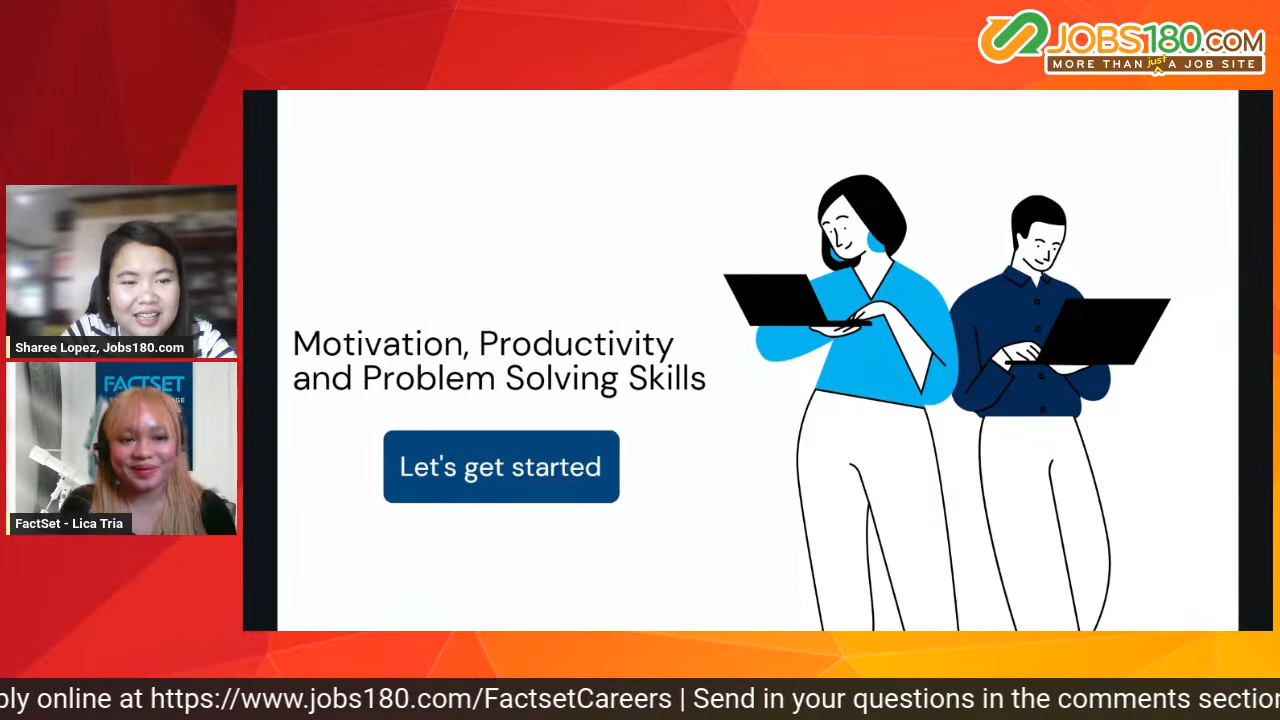 JOBS180.COM
MORE THAN just A JOB SITE
Motivation, Productivity
and Problem Solving Skills
Let's get started
Sharee Lopez, Jobs180.com
FACTSET
FactSet - Lica Tria
online at https://www.jobs180.com/FactsetCareers | Send in your questions in the comments